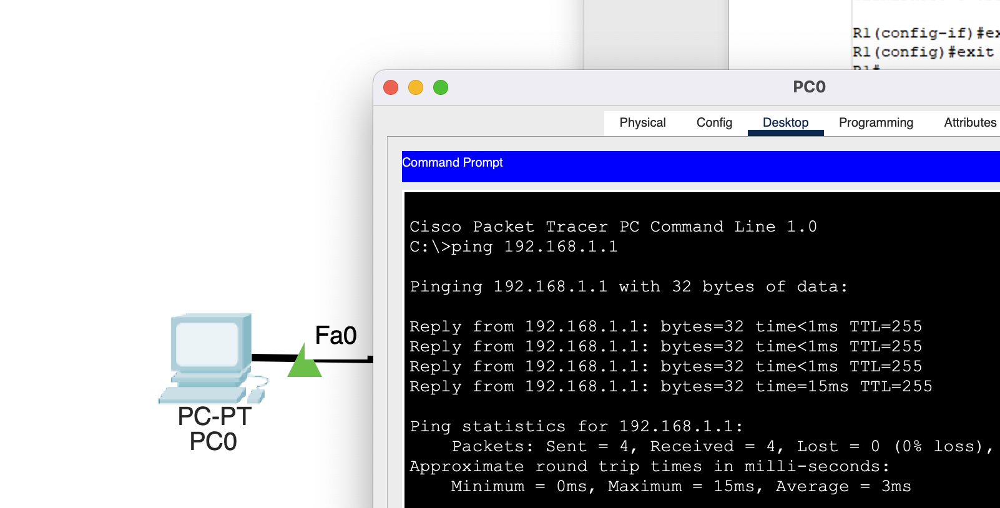 R1(config-if)#ex
R1(config)#exit
R1#
PC0
Physical Config Desktop Programming Attributes
Command Prompt
Cisco Packet Tracer PC Command Line 1.0
C:\>ping 192.168.1.1
Pinging 192.168.1.1 with 32 bytes of data:
Reply from 192.168.1.1: bytes=32 time<1ms TTL=255
Reply from 192.168.1.1: bytes=32 time<1ms TTL=255
Reply from 192.168.1.1: bytes=32 time<1ms TTL=255
Reply from 192.168.1.1: bytes=32 time=15ms TTL=255
Ping statistics for 192.168.1.1:
Packets: Sent = 4, Received = 4, Lost = 0 (0% loss),
Approximate round trip times in milli-seconds:
Minimum = 0ms, Maximum = 15ms, Average = 3ms
Fa0
PC-PT
PC0